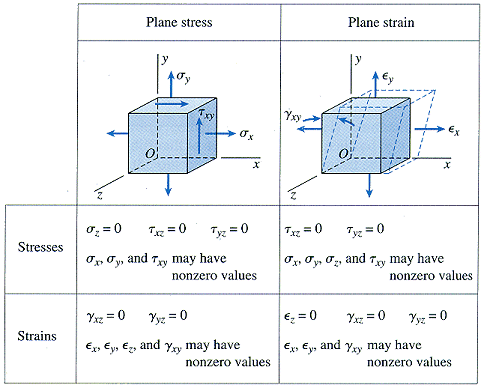 Plane stress
Plane strain
y
σy
τxy
σx
O
x
z
y
ϵy
γxy
ϵx
O
x
z
Stresses
σz = 0 τxz = 0 τyz = 0
σx, σy, and τxy may have
nonzero values
τxz = 0 τyz = 0
σx, σy, σz, and τxy may have
nonzero values
Strains
γxz = 0 γyz = 0
ϵx, ϵy, ϵz, and γxy may have
nonzero values
ϵz = 0 γxz = 0 γyz = 0
ϵx, ϵy, and γxy may have
nonzero values